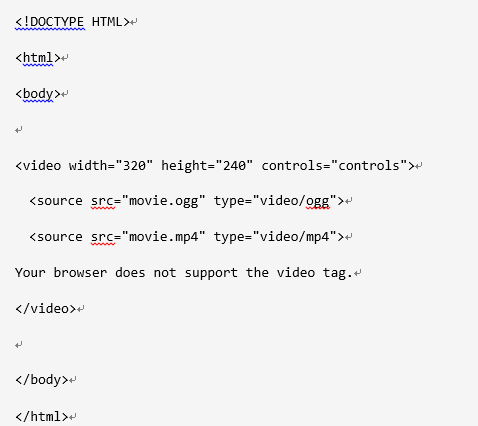 <!DOCTYPE HTML>
<html>
<body>

<video width="320" height="240" controls="controls">
  <source src="movie.ogg" type="video/ogg">
  <source src="movie.mp4" type="video/mp4">
Your browser does not support the video tag.
</video>

</body>
</html>